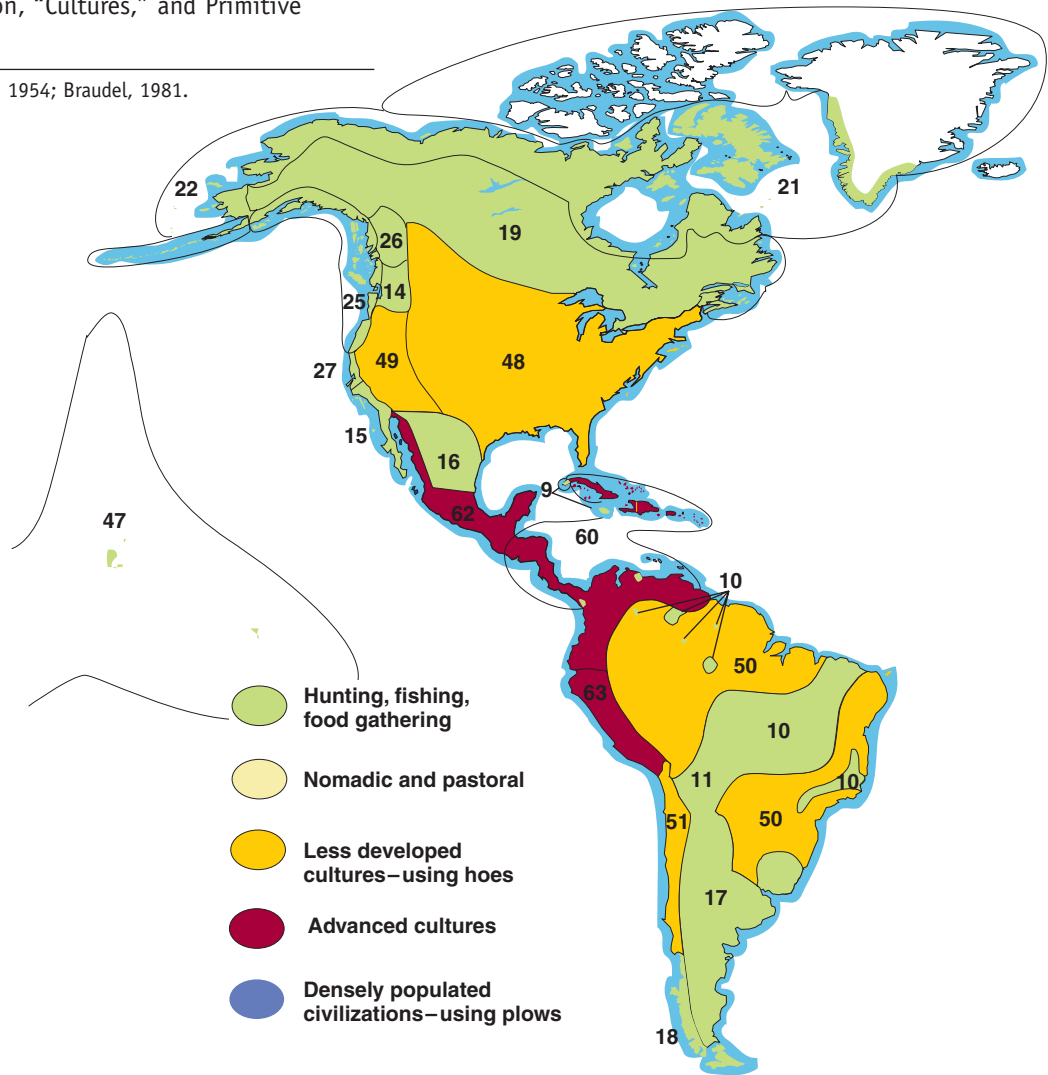 on, “Cultures,” and Primitive
1954; Braudel, 1981.
22
21
26
19
14
25
49
48
27
15
16
9
62
47
60
10
50
63
10
11
10
51
50
17
18
Hunting, fishing,
food gathering
Nomadic and pastoral
Less developed
cultures–using hoes
Advanced cultures
Densely populated
civilizations–using plows